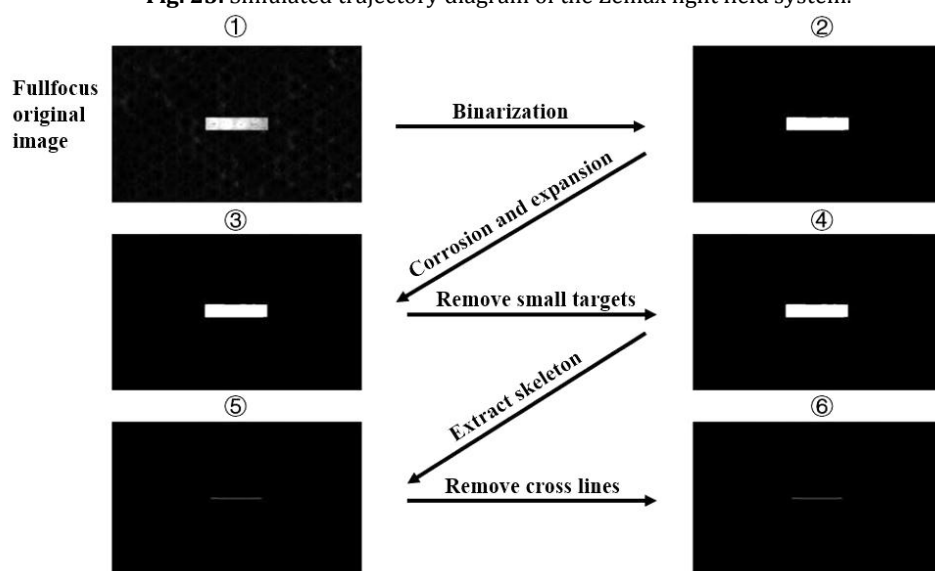 Fig. 23. Simulated trajectory diagram of the Zemax light field system.
①
②
Fullfocus
original
image
Binarization
Corrosion and expansion
③
④
Remove small targets
Extract skeleton
⑤
⑥
Remove cross lines